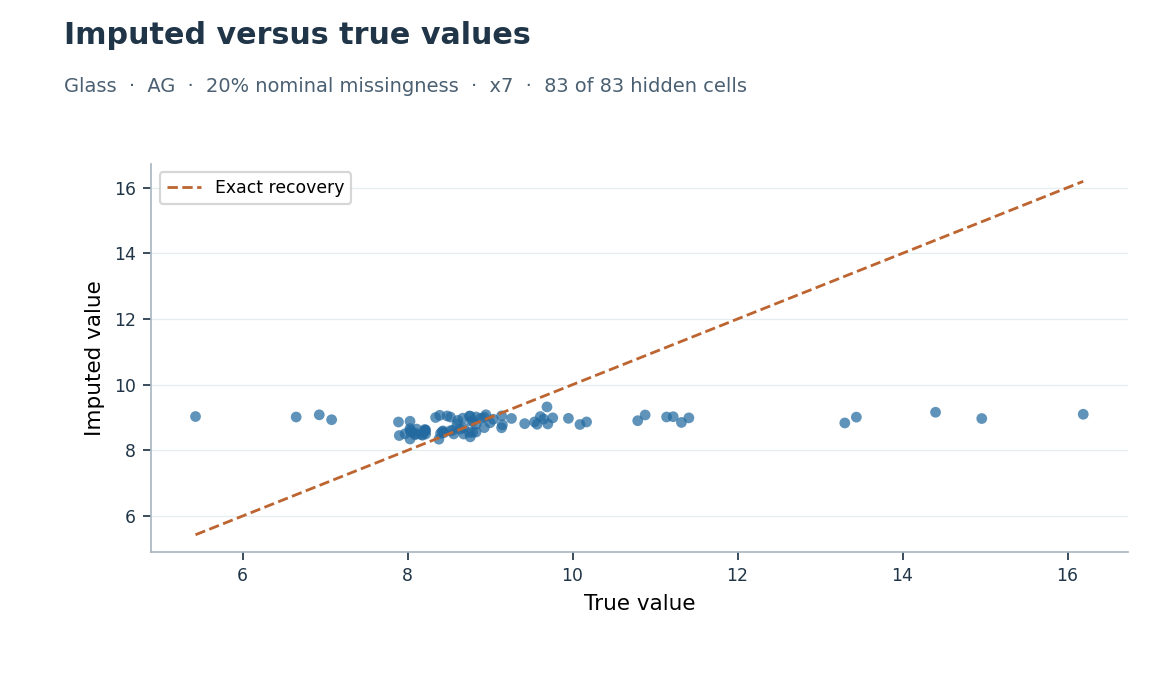 Imputed versus true values
Glass · AG · 20% nominal missingness · x7 · 83 of 83 hidden cells
Exact recovery
16
14
12
10
8
6
Imputed value
6 8 10 12 14 16
True value